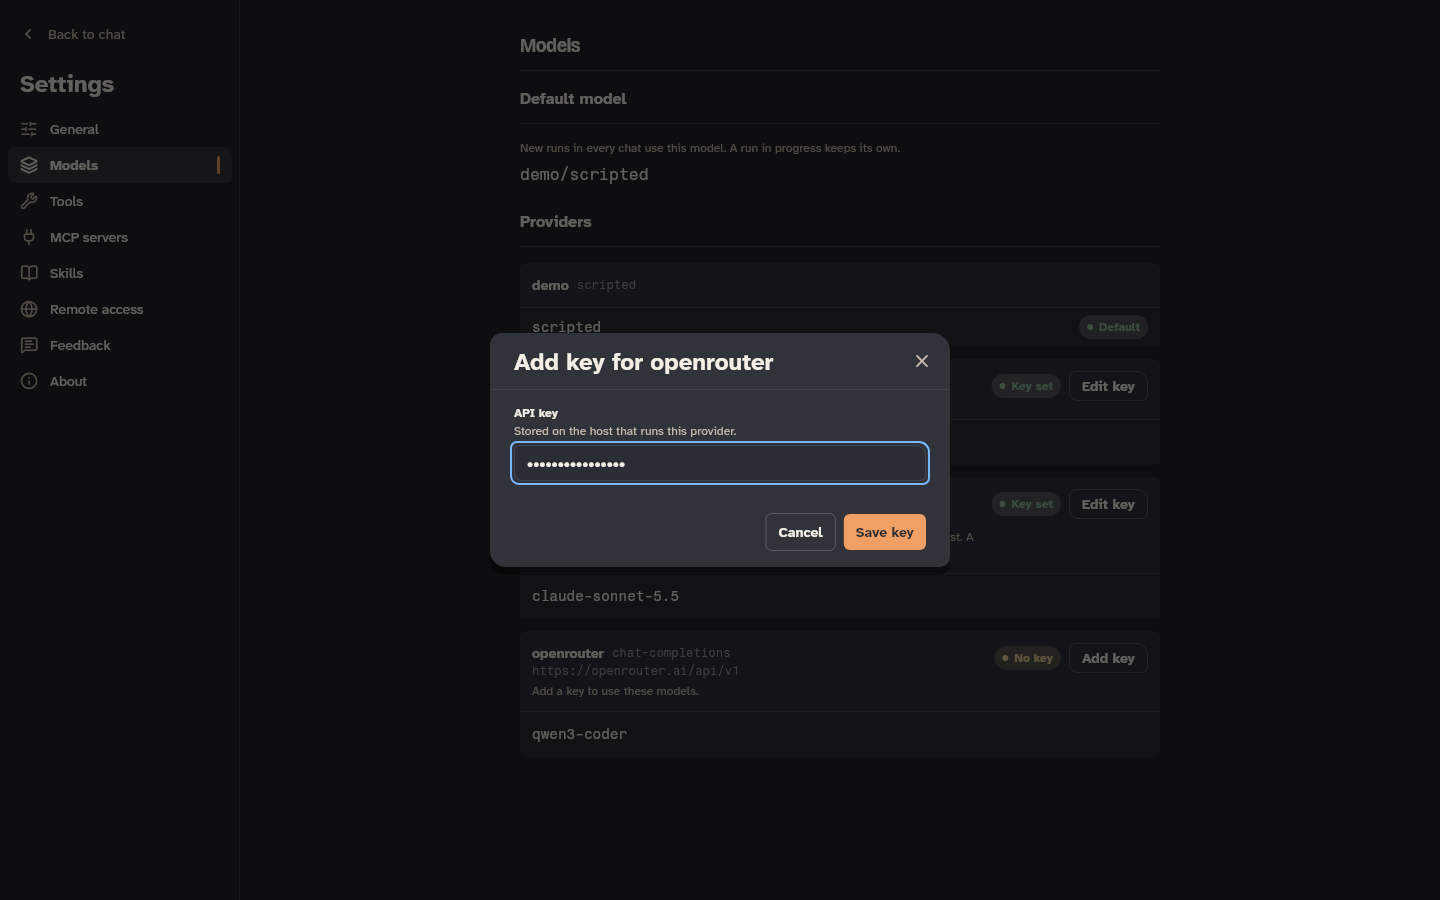 Back to chat
Settings
General
Models
Tools
MCP servers
Skills
Remote access
Feedback
About
Models
Default model
New runs in every chat use this model. A run in progress keeps its own.
demo/scripted
Providers
demo scripted
scripted
Default
Key set
Edit key
Add key for openrouter
API key
Stored on the host that runs this provider.
••••••••••••••••
Cancel
Save key
Key set
Edit key
st. A
claude-sonnet-5.5
openrouter chat-completions
No key
Add key
https://openrouter.ai/api/v1
Add a key to use these models.
qwen3-coder